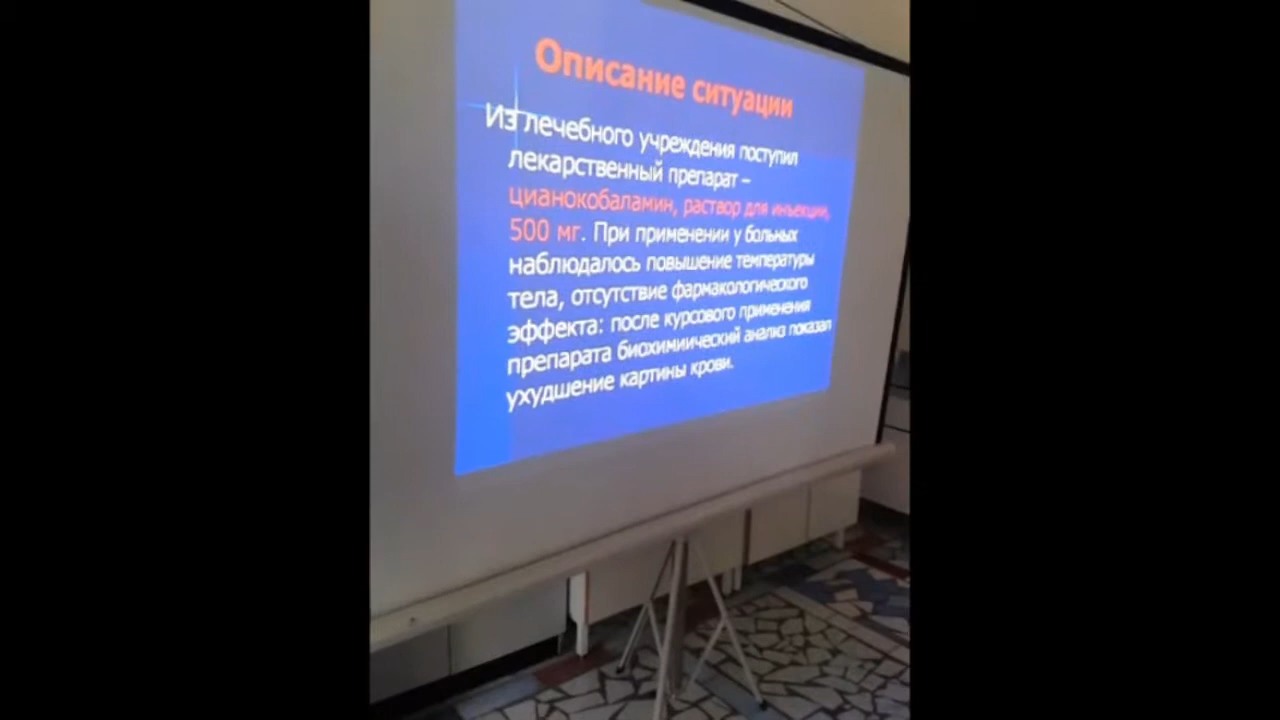 Описание ситуации
Из лечебного учреждения поступил
лекарственный препарат –
цианокобаламин, раствор для инъекции,
500 мг. При применении у больных
наблюдалось повышение температуры
тела, отсутствие фармакологического
эффекта: после курсового применения
препарата биохимиический анализ показал
ухудшение картины крови.